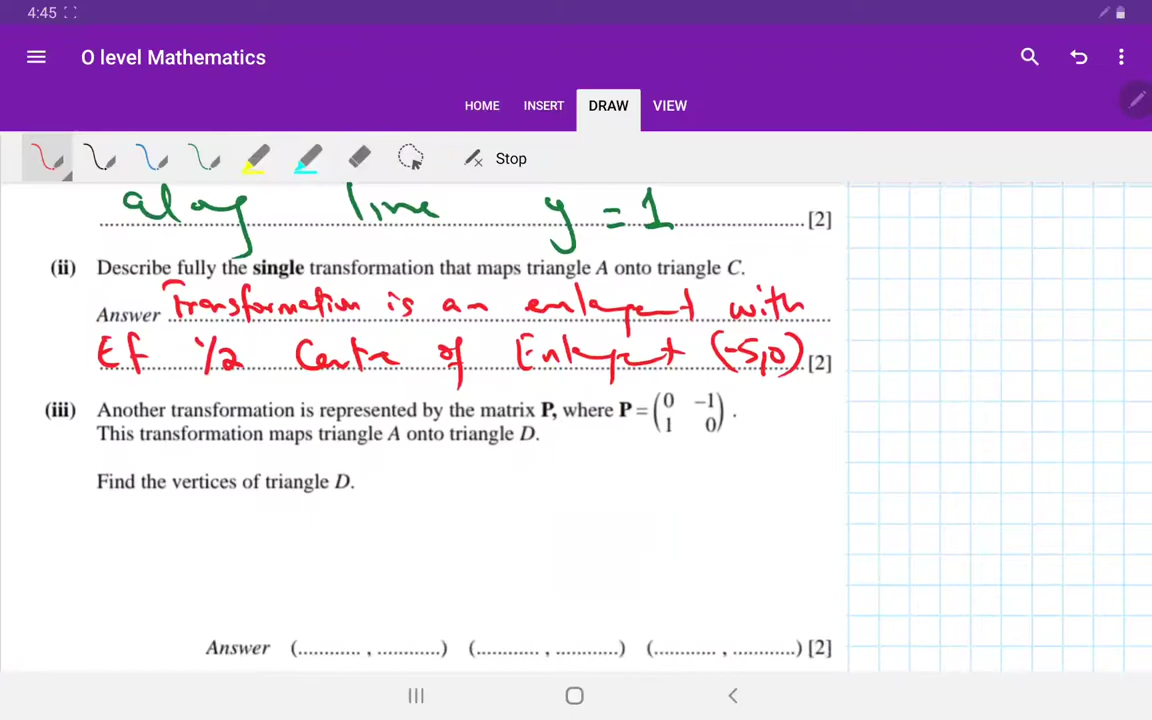 4:45
O level Mathematics
HOME INSERT DRAW VIEW
Stop
along line y = 1 [2]
(ii) Describe fully the single transformation that maps triangle A onto triangle C.
Answer Transformation is an enlargement with
Ef 1/2 Centre of Enlargement (-5,0) [2]
(iii) Another transformation is represented by the matrix P, where P = (0 −1
1 0) .
This transformation maps triangle A onto triangle D.
Find the vertices of triangle D.
Answer (............ , ............) (............ , ............) (............ , ............) [2]